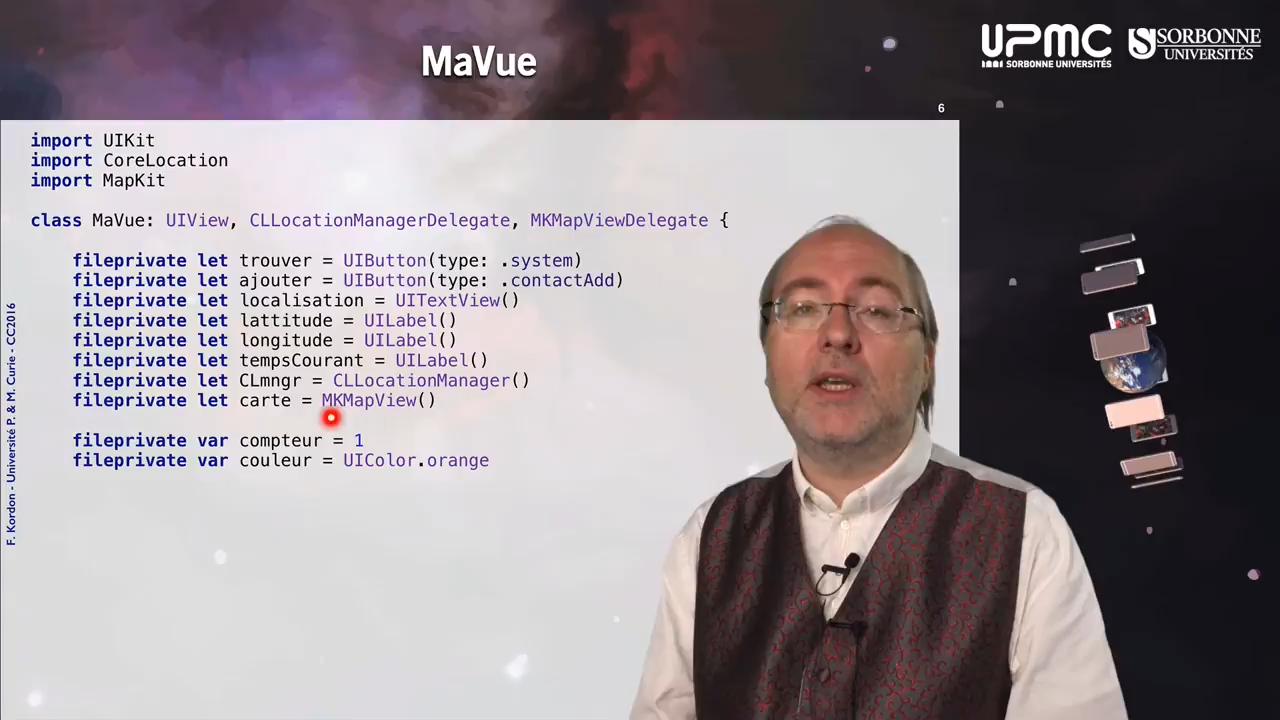 MaVue
UPMC
SORBONNE UNIVERSITÉS
SORBONNE
UNIVERSITÉS
6
import UIKit
import CoreLocation
import MapKit
class MaVue: UIView, CLLocationManagerDelegate, MKMapViewDelegate {
fileprivate let trouver = UIButton(type: .system)
fileprivate let ajouter = UIButton(type: .contactAdd)
fileprivate let localisation = UITextView()
fileprivate let lattitude = UILabel()
fileprivate let longitude = UILabel()
fileprivate let tempsCourant = UILabel()
fileprivate let CLmngr = CLLocationManager()
fileprivate let carte = MKMapView()
fileprivate var compteur = 1
fileprivate var couleur = UIColor.orange
F. Kordon - Université P. & M. Curie - CC2016